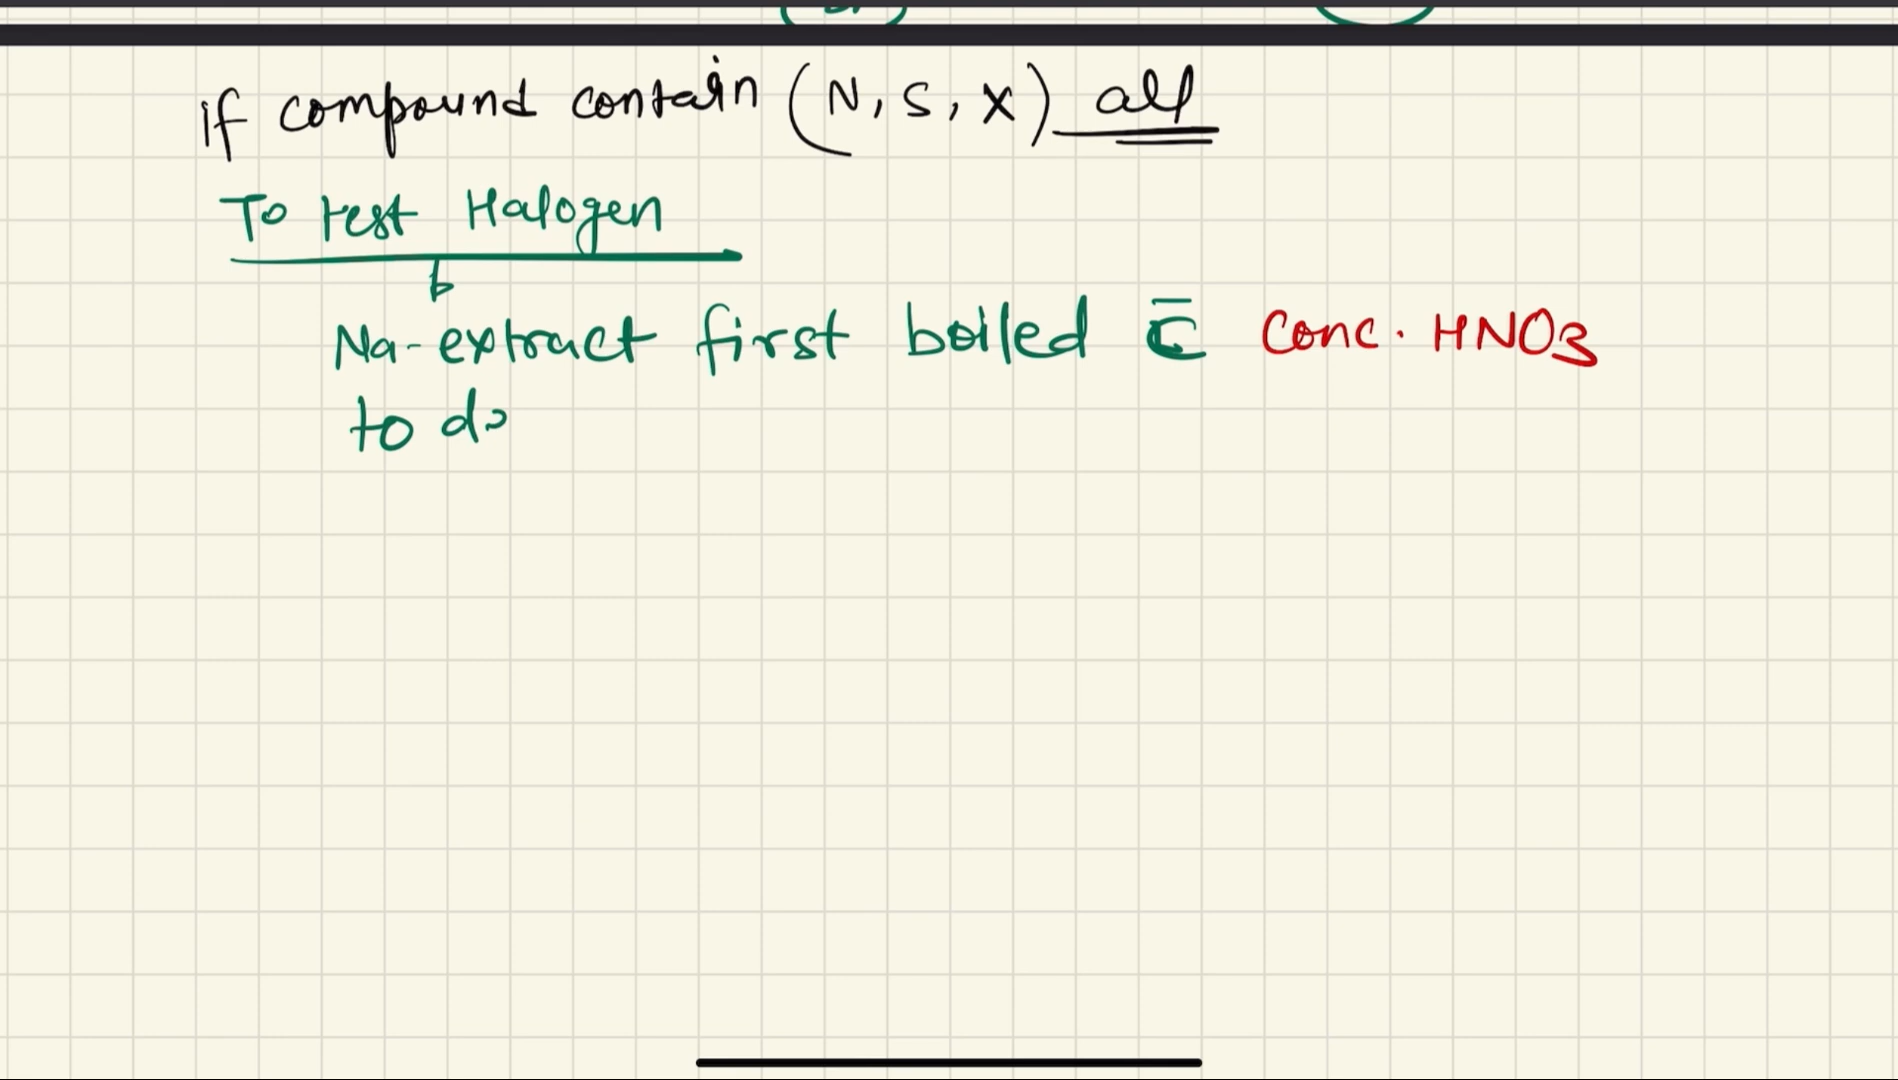 if compound contain (N, S, X) all
To test Halogen
Na-extract first boiled c̄ Conc. HNO3
to